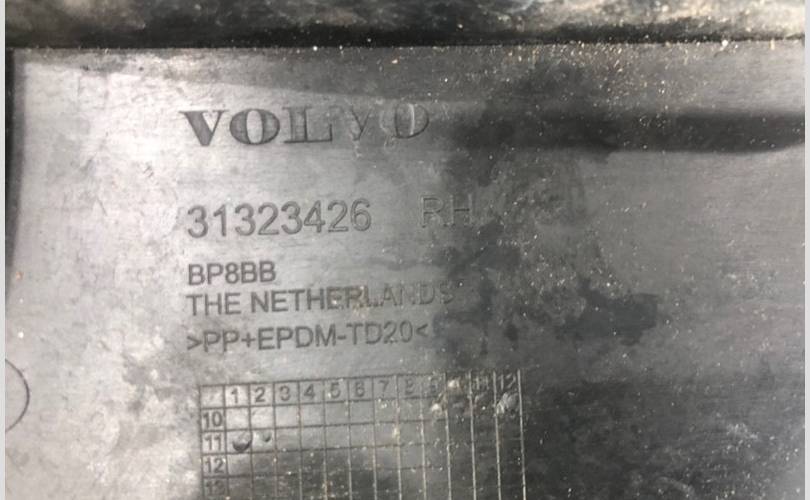 VOLVO
31323426 RH
BP8BB
THE NETHERLANDS
>PP+EPDM-TD20<
1 2 3 4 5 6 7 8 9 10 11 12
10
11
12
13